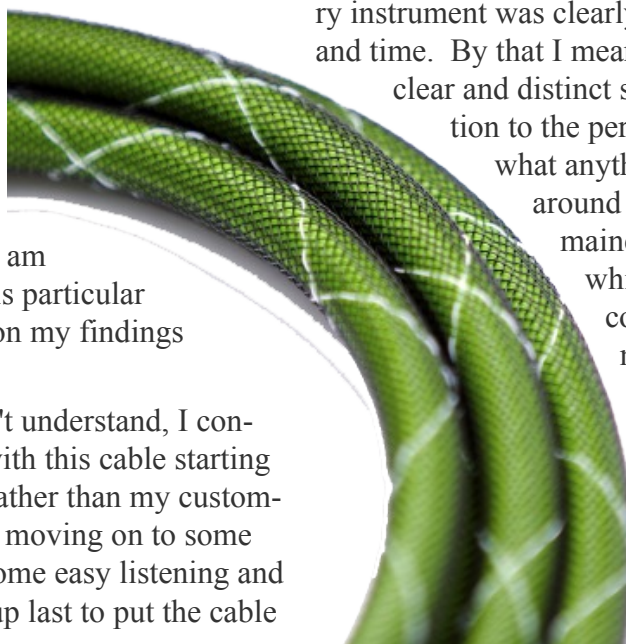 am
s particular
on my findings
't understand, I con-
ith this cable starting
ather than my custom-
moving on to some
ome easy listening and
up last to put the cable
ry instrument was clearly
and time. By that I mea
clear and distinct s
tion to the per
what anyth
around
main
whi
co